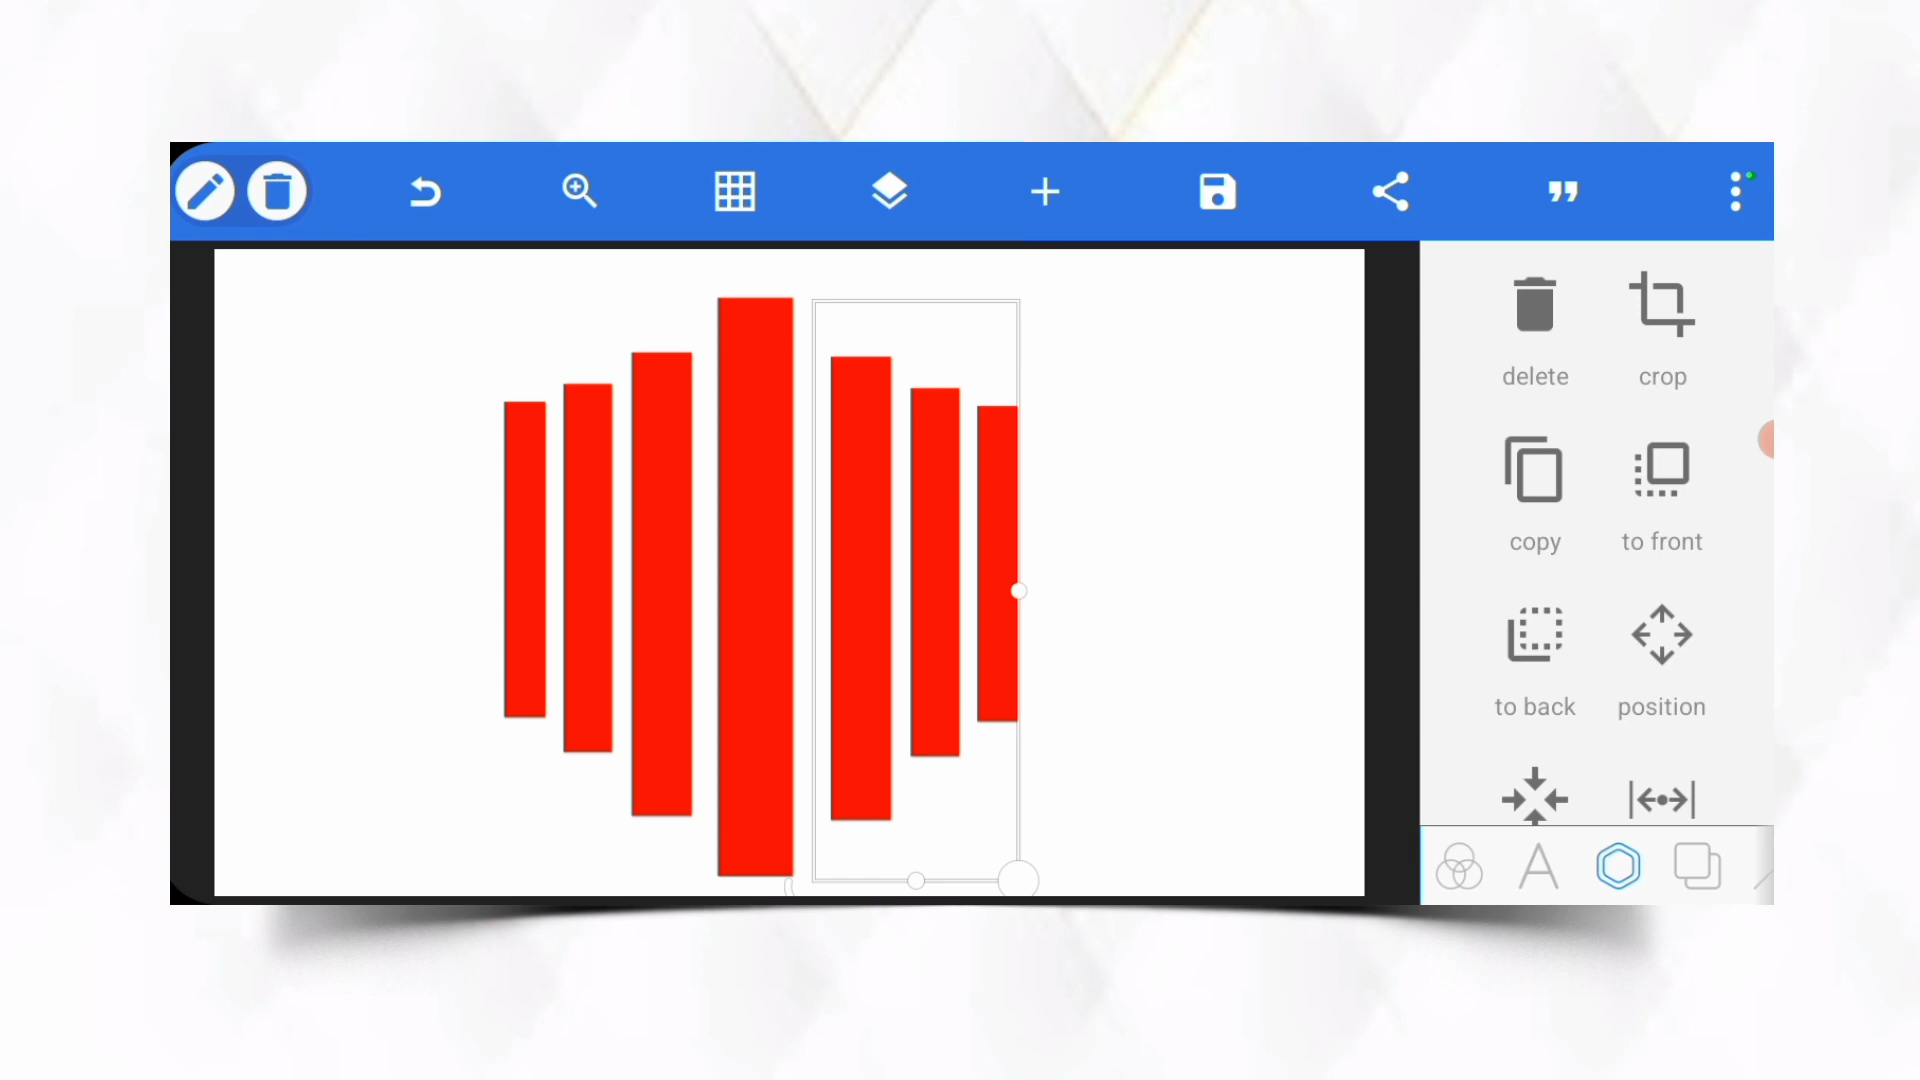 delete
crop
copy
to front
to back
position